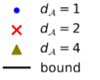 d_A = 1
d_A = 2
d_A = 4
bound